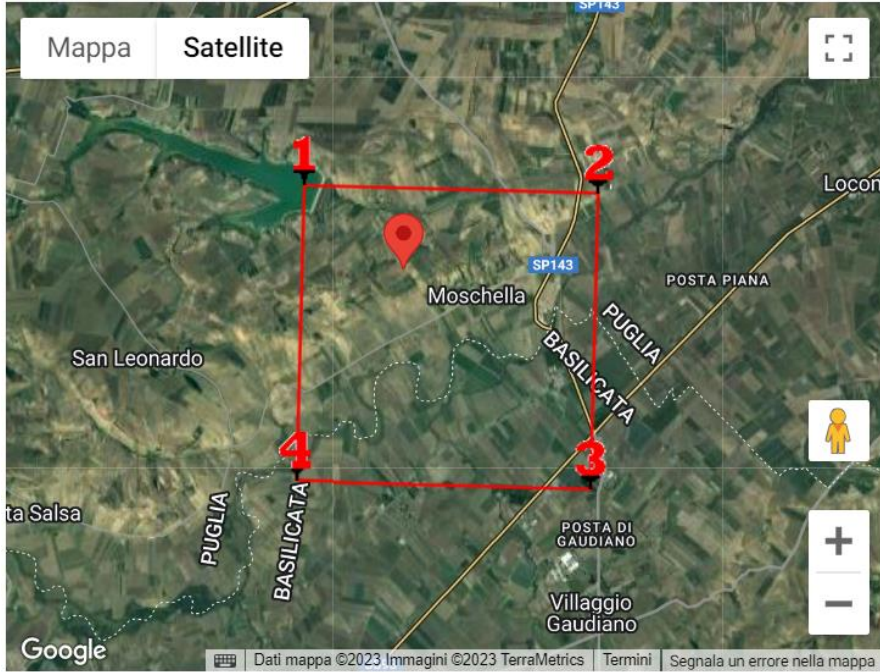 SP143
Mappa
Satellite
1
2
Locon
SP143
POSTA PIANA
Moschella
PUGLIA
BASILICATA
San Leonardo
4
3
ta Salsa
PUGLIA
BASILICATA
POSTA DI
GAUDIANO
Villaggio
Gaudiano
Google
Dati mappa ©2023 Immagini ©2023 TerraMetrics
Termini
Segnala un errore nella mappa